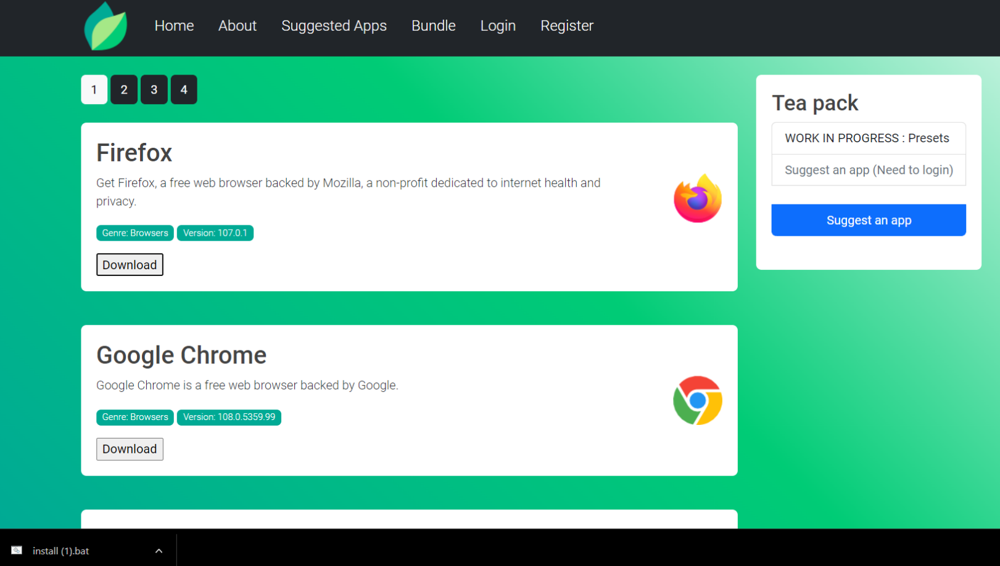 Home About Suggested Apps Bundle Login Register
1 2 3 4
Firefox
Get Firefox, a free web browser backed by Mozilla, a non-profit dedicated to internet health and
privacy.
Genre: Browsers Version: 107.0.1
Download
Google Chrome
Google Chrome is a free web browser backed by Google.
Genre: Browsers Version: 108.0.5359.99
Download
Tea pack
WORK IN PROGRESS : Presets
Suggest an app (Need to login)
Suggest an app
install (1).bat